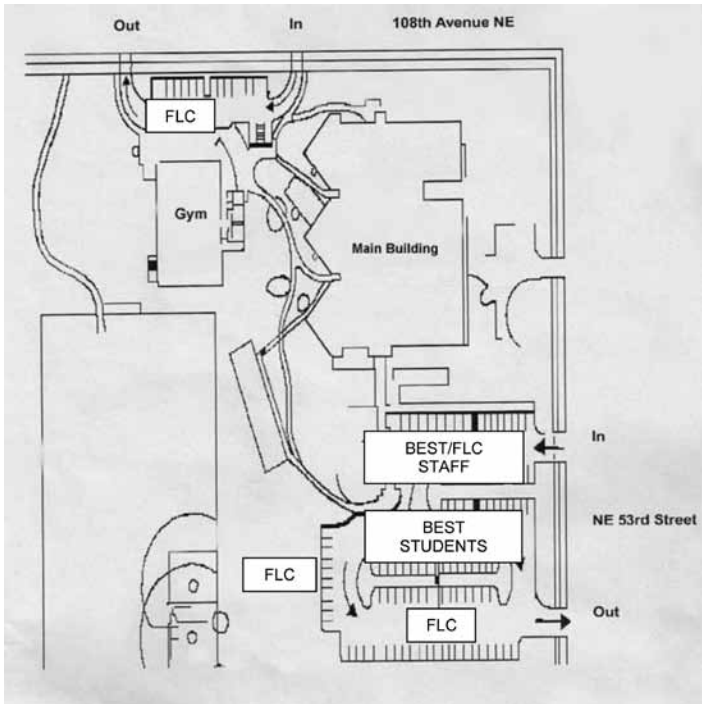 Out
In
108th Avenue NE
FLC
Gym
Main Building
BEST/FLC
STAFF
In
BEST
STUDENTS
NE 53rd Street
FLC
FLC
Out